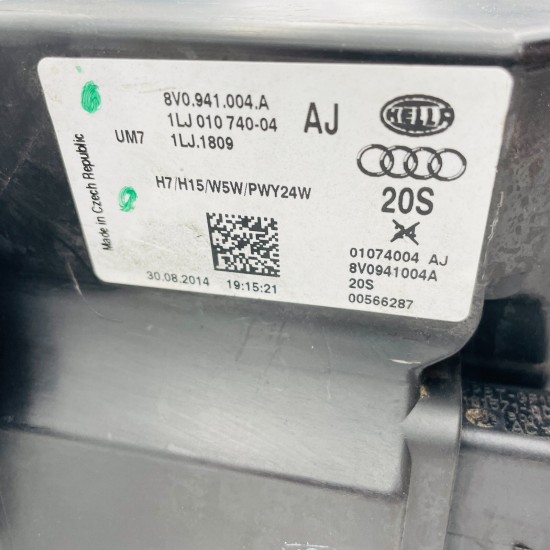 8V0.941.004.A
1LJ 010 740-04 AJ
UM7 1LJ.1809
HELLA
Made in Czech Republic
H7/H15/W5W/PWY24W
20S
30.08.2014 19:15:21
01074004 AJ
8V0941004A
20S
00566287